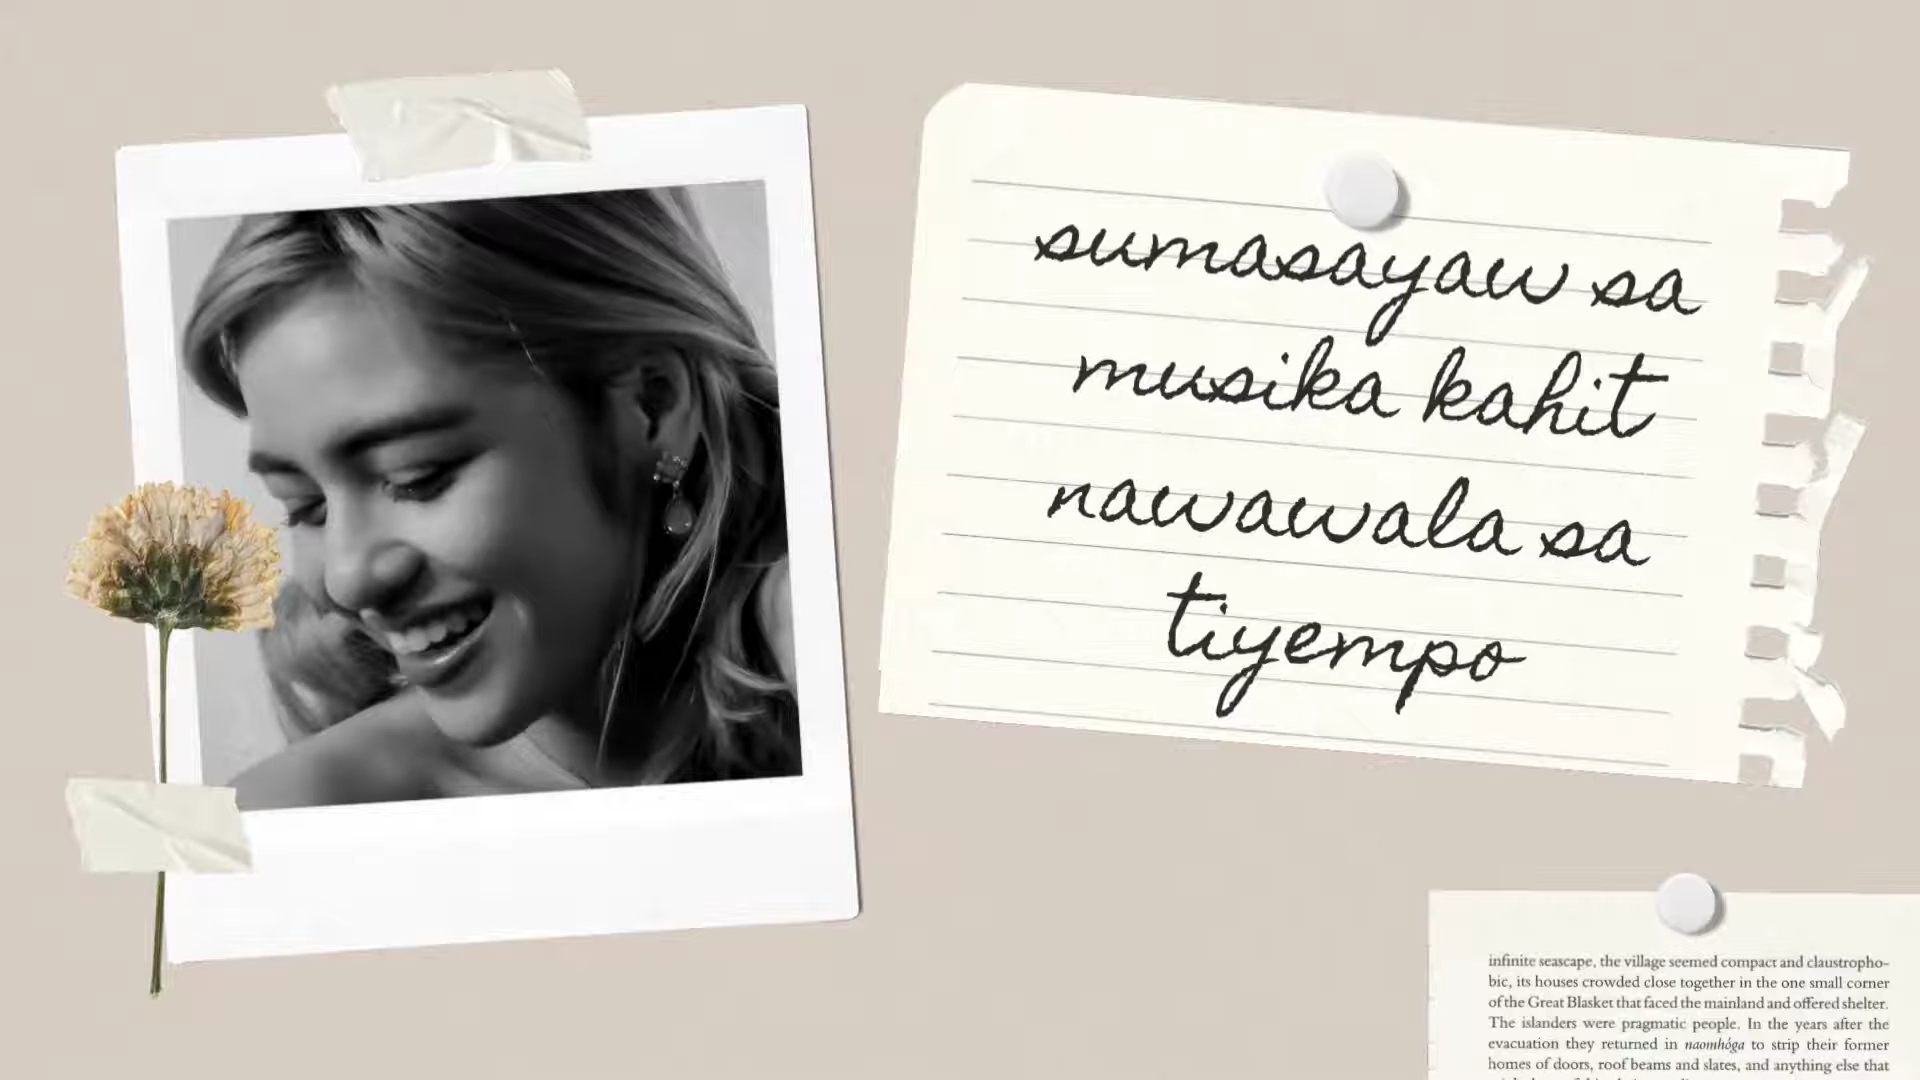 sumasayaw sa
musika kahit
nawawala sa
tiyempo
infinite seascape, the village seemed compact and claustropho-
bic, its houses crowded close together in the one small corner
of the Great Blasket that faced the mainland and offered shelter.
The islanders were pragmatic people. In the years after the
evacuation they returned in naomhóga to strip their former
homes of doors, roof beams and slates, and anything else that